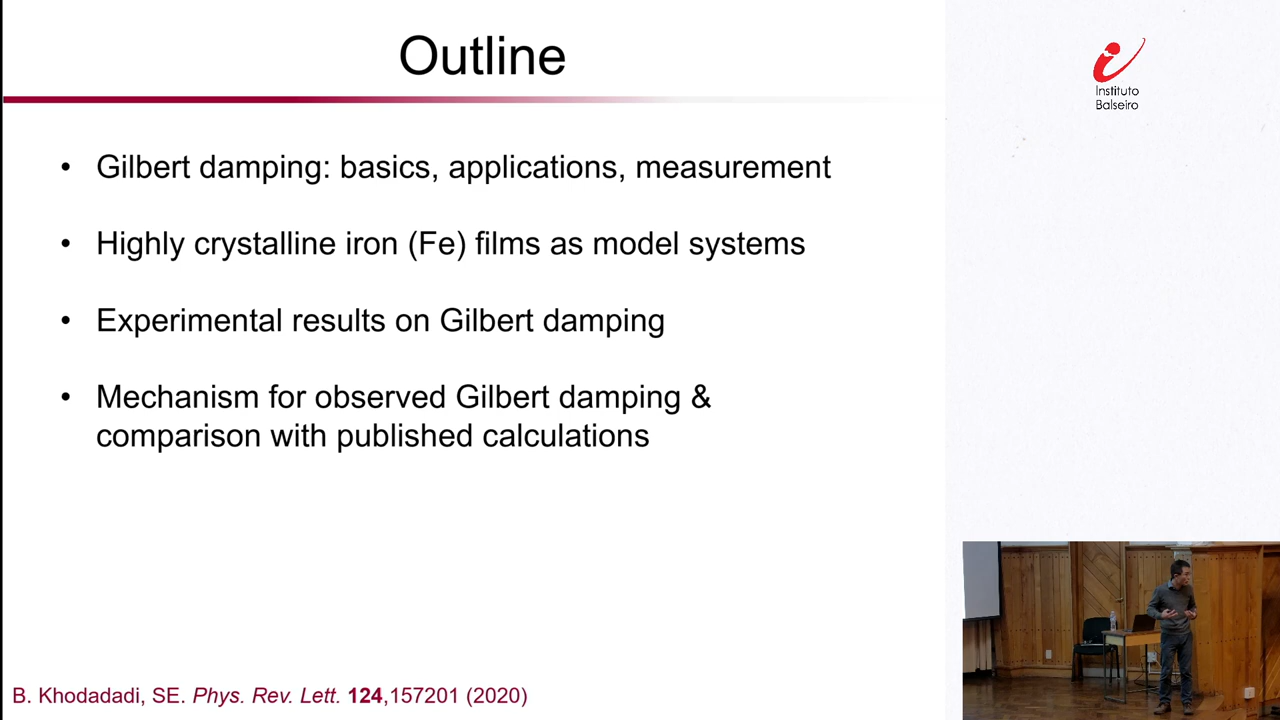 Outline
Instituto
Balseiro
• Gilbert damping: basics, applications, measurement
• Highly crystalline iron (Fe) films as model systems
• Experimental results on Gilbert damping
• Mechanism for observed Gilbert damping &
comparison with published calculations
B. Khodadadi, SE. Phys. Rev. Lett. 124,157201 (2020)